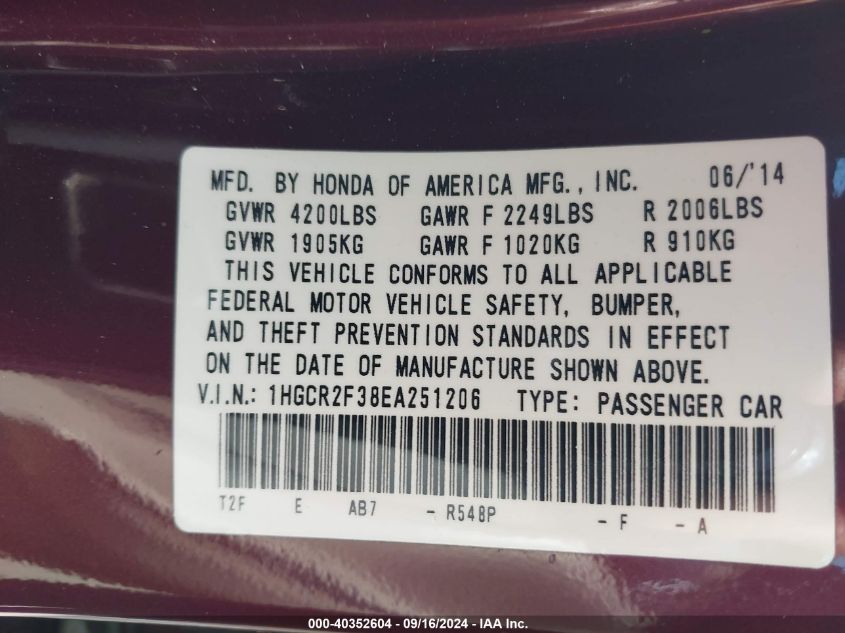 MFD. BY HONDA OF AMERICA MFG., INC. 06/'14
GVWR 4200LBS GAWR F 2249LBS R 2006LBS
GVWR 1905KG GAWR F 1020KG R 910KG
THIS VEHICLE CONFORMS TO ALL APPLICABLE
FEDERAL MOTOR VEHICLE SAFETY, BUMPER,
AND THEFT PREVENTION STANDARDS IN EFFECT
ON THE DATE OF MANUFACTURE SHOWN ABOVE.
V.I.N.: 1HGCR2F38EA251206 TYPE: PASSENGER CAR
T2F E AB7 - R548P - F - A
000-40352604 - 09/16/2024 - IAA Inc.